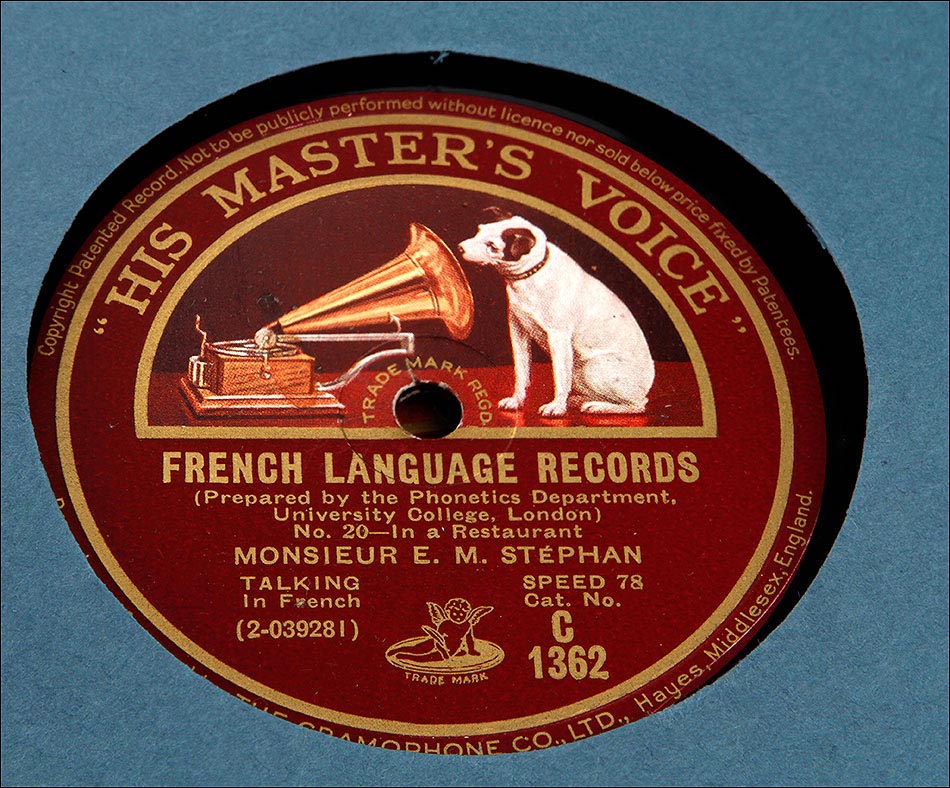 Copyright Patented Record. Not to be publicly performed without licence nor sold below price fixed by Patentees.
"HIS MASTER'S VOICE"
TRADE MARK REGD.
FRENCH LANGUAGE RECORDS
(Prepared by the Phonetics Department,
University College, London)
No. 20—In a Restaurant
MONSIEUR E. M. STÉPHAN
TALKING
In French
(2-039281)
SPEED 78
Cat. No.
C
1362
TRADE MARK
THE GRAMOPHONE CO., LTD., Hayes, Middlesex, England.